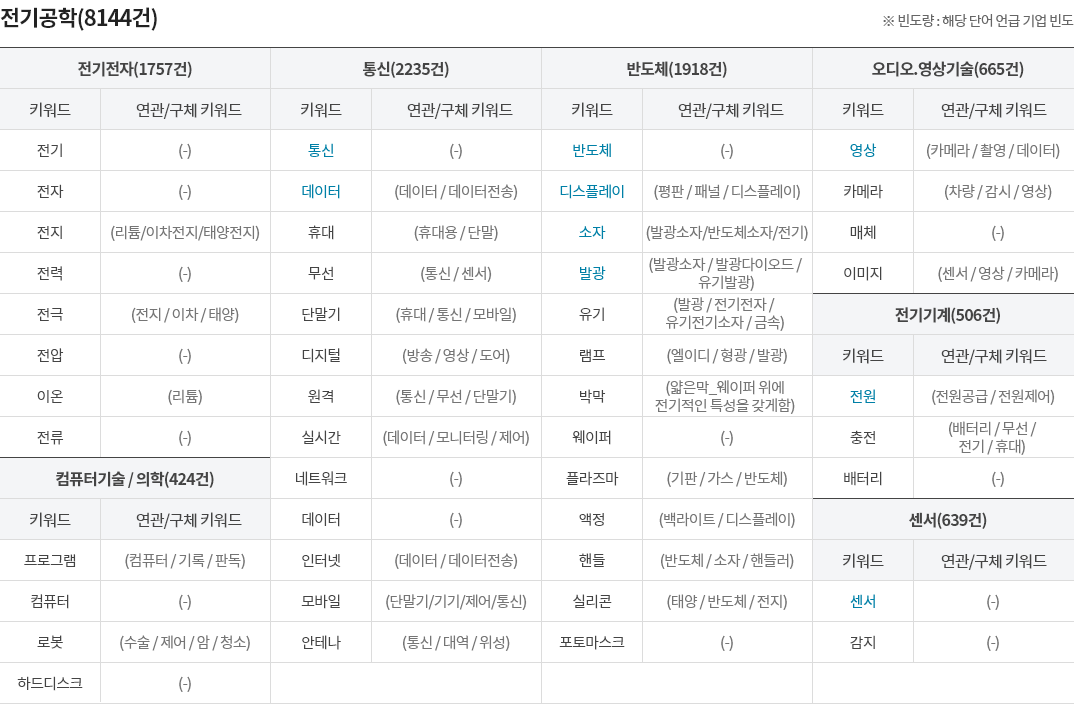 전기공학(8144건)
※ 빈도량 : 해당 단어 언급 기업 빈도
전기전자(1757건) 통신(2235건) 반도체(1918건) 오디오.영상기술(665건)
키워드 연관/구체 키워드 키워드 연관/구체 키워드 키워드 연관/구체 키워드 키워드 연관/구체 키워드
전기 (-) 통신 (-) 반도체 (-) 영상 (카메라 / 촬영 / 데이터)
전자 (-) 데이터 (데이터 / 데이터전송) 디스플레이 (평판 / 패널 / 디스플레이) 카메라 (차량 / 감시 / 영상)
전지 (리튬/이차전지/태양전지) 휴대 (휴대용 / 단말) 소자 (발광소자/반도체소자/전기) 매체 (-)
전력 (-) 무선 (통신 / 센서) 발광 (발광소자 / 발광다이오드 / 이미지 (센서 / 영상 / 카메라)
유기발광)
전극 (전지 / 이차 / 태양) 단말기 (휴대 / 통신 / 모바일) 유기 (발광 / 전기전자 / 전기기계(506건)
유기전기소자 / 금속)
전압 (-) 디지털 (방송 / 영상 / 도어) 램프 (엘이디 / 형광 / 발광) 키워드 연관/구체 키워드
이온 (리튬) 원격 (통신 / 무선 / 단말기) 박막 (얇은막_웨이퍼 위에 전원 (전원공급 / 전원제어)
전기적인 특성을 갖게함)
전류 (-) 실시간 (데이터 / 모니터링 / 제어) 웨이퍼 (-) 충전 (배터리 / 무선 /
전기 / 휴대)
컴퓨터기술 / 의학(424건) 네트워크 (-) 플라즈마 (기판 / 가스 / 반도체) 배터리 (-)
키워드 연관/구체 키워드 데이터 (-) 액정 (백라이트 / 디스플레이) 센서(639건)
프로그램 (컴퓨터 / 기록 / 판독) 인터넷 (데이터 / 데이터전송) 핸들 (반도체 / 소자 / 핸들러) 키워드 연관/구체 키워드
컴퓨터 (-) 모바일 (단말기/기기/제어/통신) 실리콘 (태양 / 반도체 / 전지) 센서 (-)
로봇 (수술 / 제어 / 암 / 청소) 안테나 (통신 / 대역 / 위성) 포토마스크 (-) 감지 (-)
하드디스크 (-)